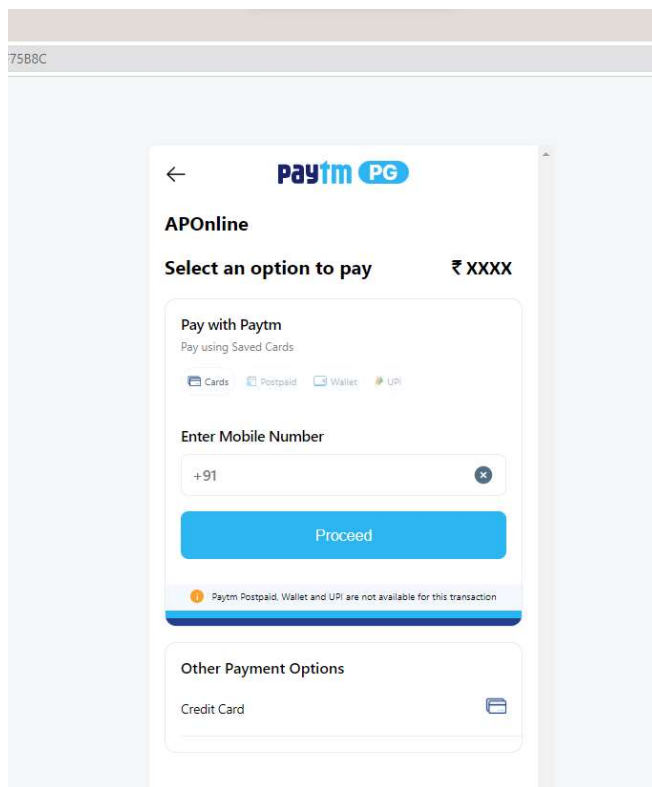 75B8C
paytm PG
APOnline
Select an option to pay ₹ XXXX
Pay with Paytm
Pay using Saved Cards
Cards Postpaid Wallet UPI
Enter Mobile Number
+91
Proceed
Paytm Postpaid, Wallet and UPI are not available for this transaction
Other Payment Options
Credit Card